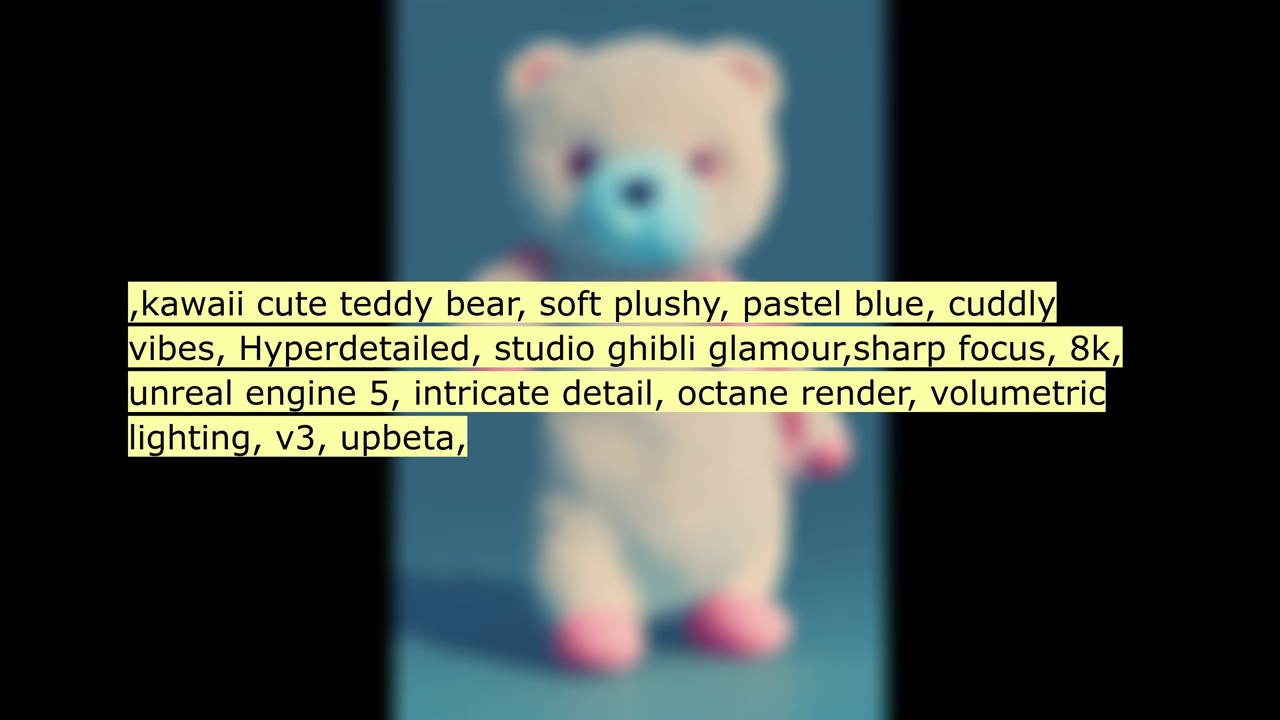 ,kawaii cute teddy bear, soft plushy, pastel blue, cuddly
vibes, Hyperdetailed, studio ghibli glamour,sharp focus, 8k,
unreal engine 5, intricate detail, octane render, volumetric
lighting, v3, upbeta,